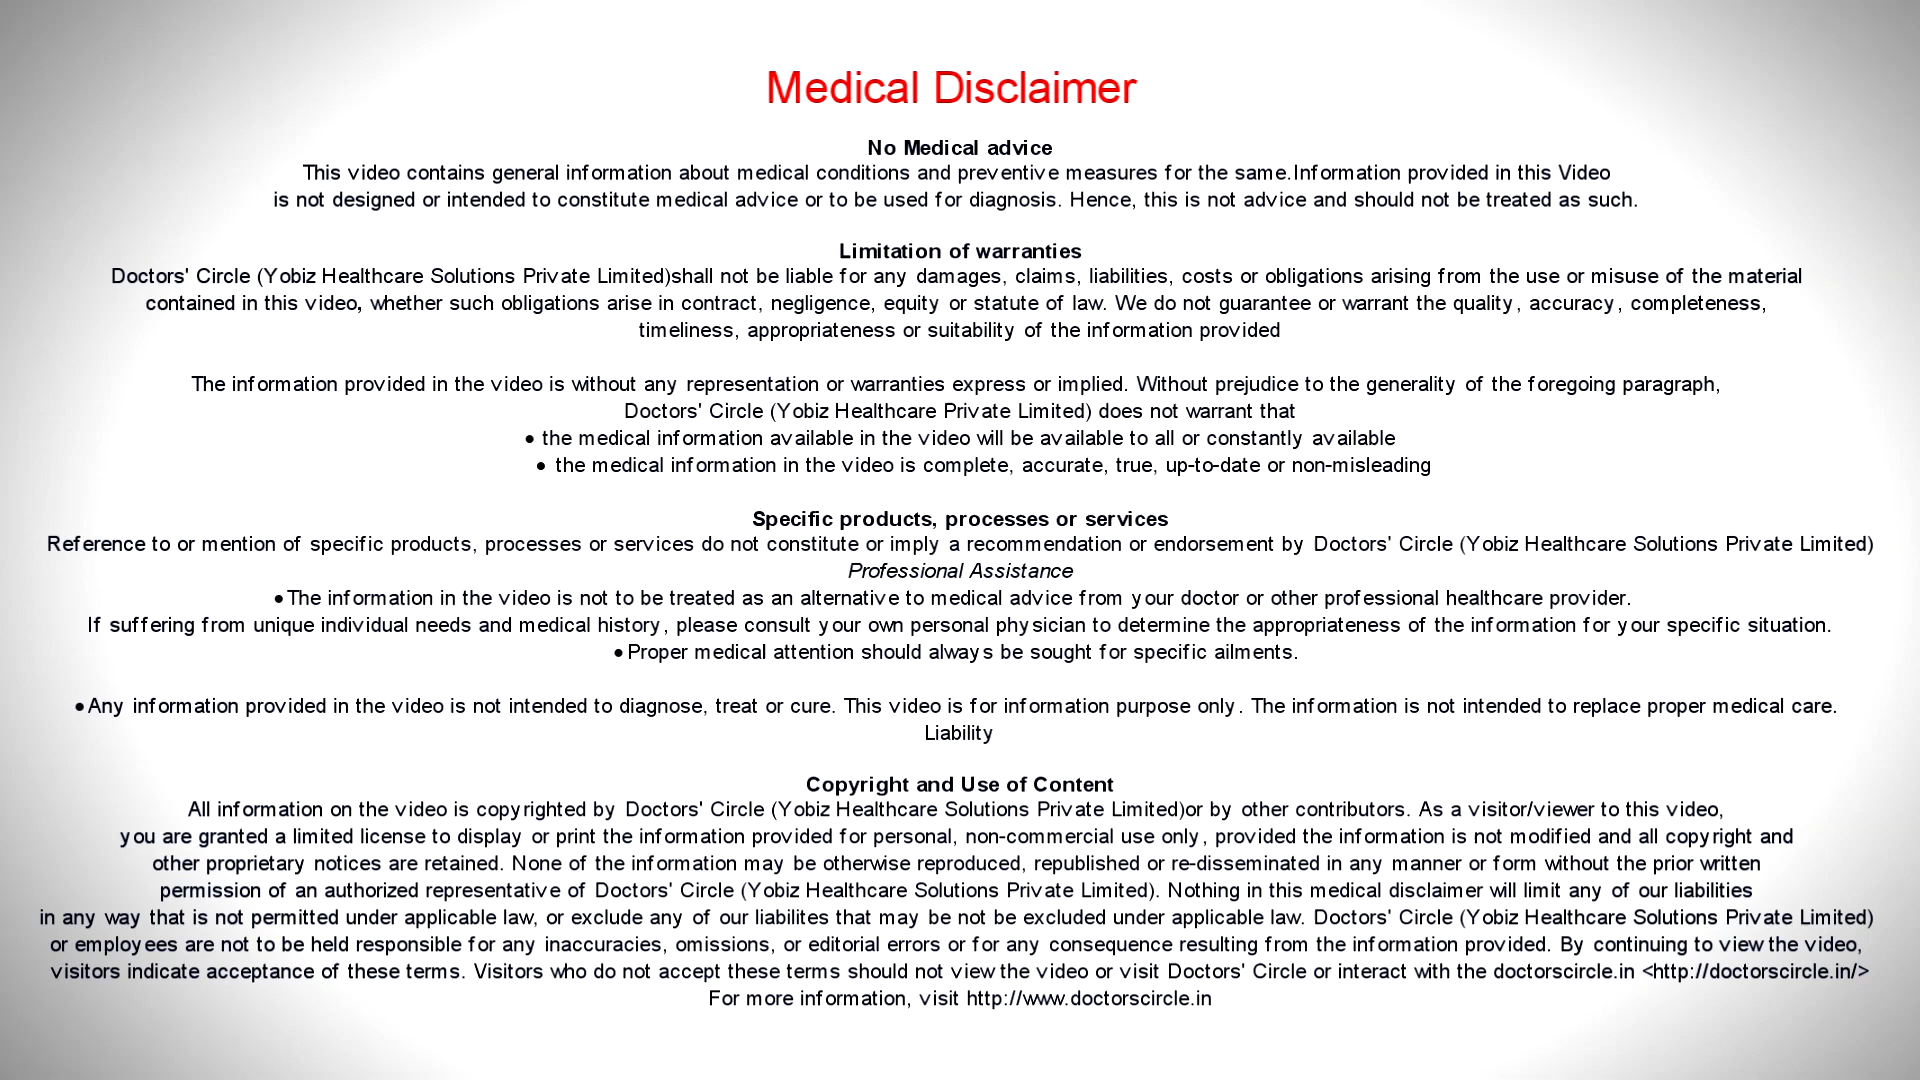 Medical Disclaimer
No Medical advice
This video contains general information about medical conditions and preventive measures for the same.Information provided in this Video
is not designed or intended to constitute medical advice or to be used for diagnosis. Hence, this is not advice and should not be treated as such.
Limitation of warranties
Doctors' Circle (Yobiz Healthcare Solutions Private Limited)shall not be liable for any damages, claims, liabilities, costs or obligations arising from the use or misuse of the material
contained in this video, whether such obligations arise in contract, negligence, equity or statute of law. We do not guarantee or warrant the quality, accuracy, completeness,
timeliness, appropriateness or suitability of the information provided
The information provided in the video is without any representation or warranties express or implied. Without prejudice to the generality of the foregoing paragraph,
Doctors' Circle (Yobiz Healthcare Private Limited) does not warrant that
• the medical information available in the video will be available to all or constantly available
• the medical information in the video is complete, accurate, true, up-to-date or non-misleading
Specific products, processes or services
Reference to or mention of specific products, processes or services do not constitute or imply a recommendation or endorsement by Doctors' Circle (Yobiz Healthcare Solutions Private Limited)
Professional Assistance
•The information in the video is not to be treated as an alternative to medical advice from your doctor or other professional healthcare provider.
If suffering from unique individual needs and medical history, please consult your own personal physician to determine the appropriateness of the information for your specific situation.
•Proper medical attention should always be sought for specific ailments.
•Any information provided in the video is not intended to diagnose, treat or cure. This video is for information purpose only. The information is not intended to replace proper medical care.
Liability
Copyright and Use of Content
All information on the video is copyrighted by Doctors' Circle (Yobiz Healthcare Solutions Private Limited)or by other contributors. As a visitor/viewer to this video,
you are granted a limited license to display or print the information provided for personal, non-commercial use only, provided the information is not modified and all copyright and
other proprietary notices are retained. None of the information may be otherwise reproduced, republished or re-disseminated in any manner or form without the prior written
permission of an authorized representative of Doctors' Circle (Yobiz Healthcare Solutions Private Limited). Nothing in this medical disclaimer will limit any of our liabilities
in any way that is not permitted under applicable law, or exclude any of our liabilites that may be not be excluded under applicable law. Doctors' Circle (Yobiz Healthcare Solutions Private Limited)
or employees are not to be held responsible for any inaccuracies, omissions, or editorial errors or for any consequence resulting from the information provided. By continuing to view the video,
visitors indicate acceptance of these terms. Visitors who do not accept these terms should not view the video or visit Doctors' Circle or interact with the doctorscircle.in <http://doctorscircle.in/>
For more information, visit http://www.doctorscircle.in